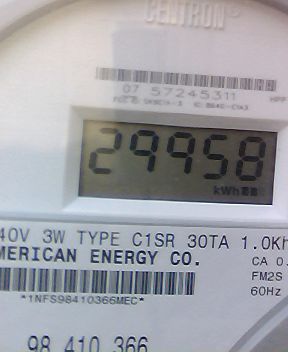 CENTRON®
07 57245311
HPF
29958
kWh
40V 3W TYPE C1SR 30TA 1.0Kh
MERICAN ENERGY CO.
CA 0.
FM2S
*1NFS98410366MEC*
60Hz
98 410 366